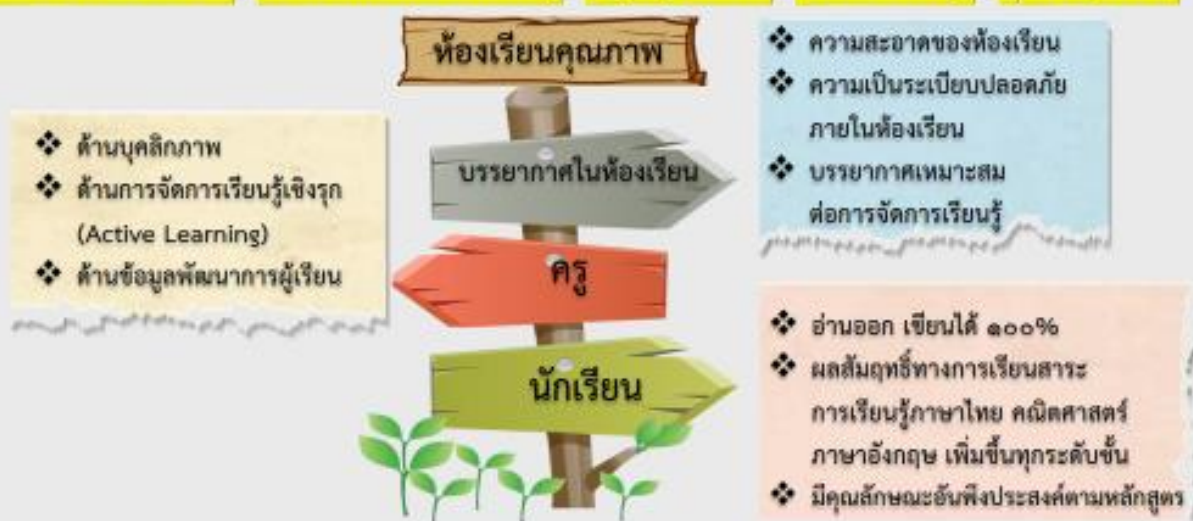 ห้องเรียนคุณภาพ
บรรยากาศในห้องเรียน
❖ ความสะอาดของห้องเรียน
❖ ความเป็นระเบียบปลอดภัย
ภายในห้องเรียน
❖ บรรยากาศเหมาะสม
ต่อการจัดการเรียนรู้
ครู
❖ ด้านบุคลิกภาพ
❖ ด้านการจัดการเรียนรู้เชิงรุก
(Active Learning)
❖ ด้านข้อมูลพัฒนาการผู้เรียน
นักเรียน
❖ อ่านออก เขียนได้ ๑๐๐%
❖ ผลสัมฤทธิ์ทางการเรียนสาระ
การเรียนรู้ภาษาไทย คณิตศาสตร์
ภาษาอังกฤษ เพิ่มขึ้นทุกระดับชั้น
❖ มีคุณลักษณะอันพึงประสงค์ตามหลักสูตร